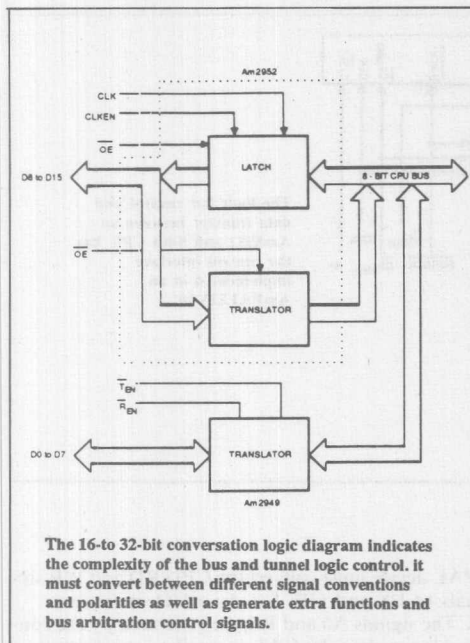 Am2952
CLK
CLKEN
OE
LATCH
D8 to D15
8 - BIT CPU BUS
OE
TRANSLATOR
TEN
REN
D0 to D7
TRANSLATOR
Am2949
The 16-to 32-bit conversation logic diagram indicates
the complexity of the bus and tunnel logic control. it
must convert between different signal conventions
and polarities as well as generate extra functions and
bus arbitration control signals.